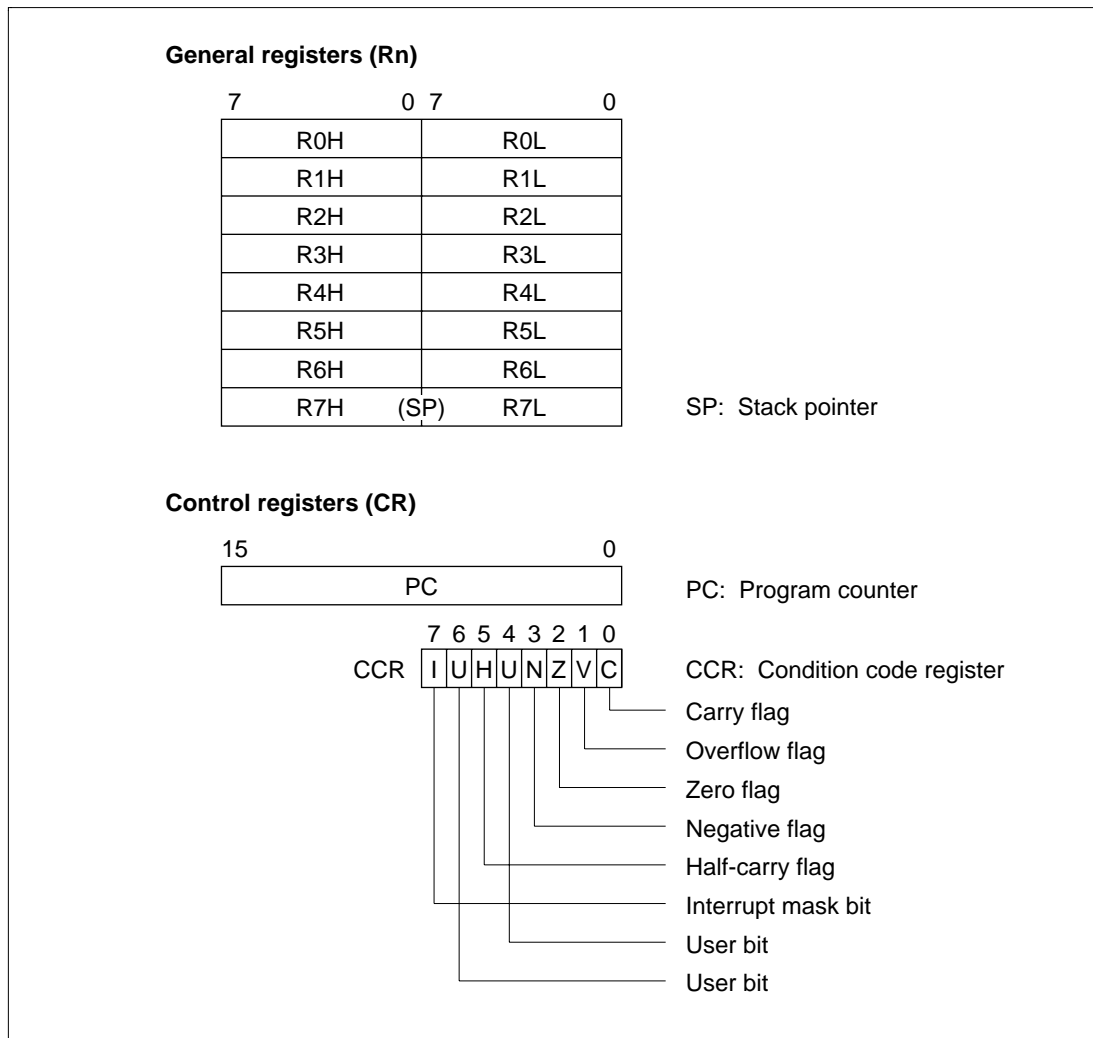 General registers (Rn)
7 0 7 0
R0H R0L
R1H R1L
R2H R2L
R3H R3L
R4H R4L
R5H R5L
R6H R6L
R7H (SP) R7L SP: Stack pointer
Control registers (CR)
15 0
PC PC: Program counter
7 6 5 4 3 2 1 0
CCR I U H U N Z V C CCR: Condition code register
Carry flag
Overflow flag
Zero flag
Negative flag
Half-carry flag
Interrupt mask bit
User bit
User bit